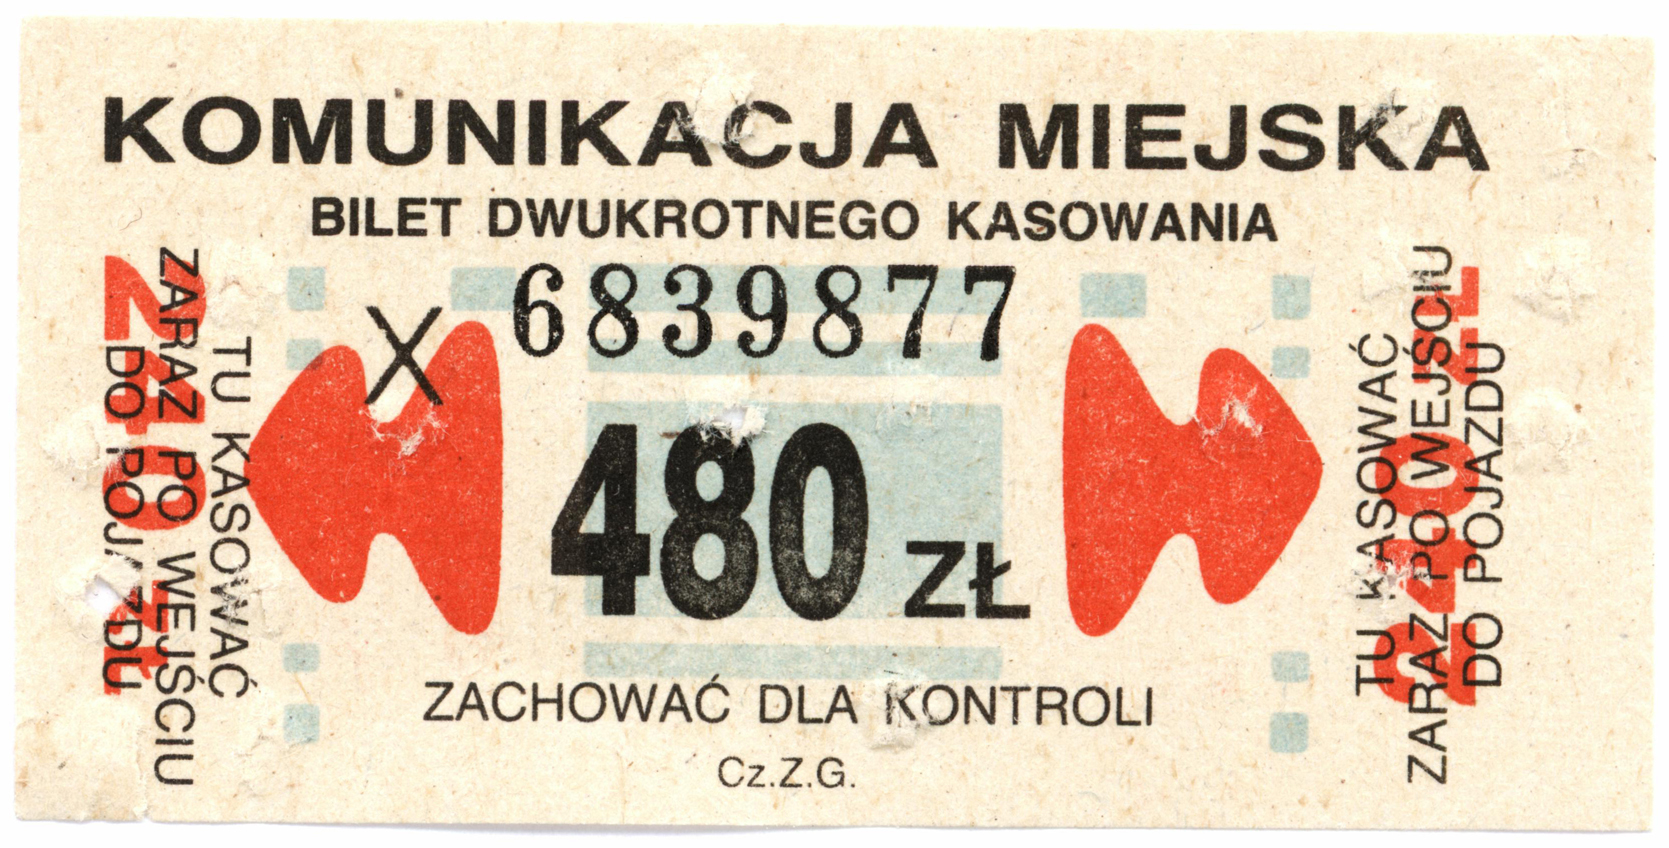 KOMUNIKACJA MIEJSKA
BILET DWUKROTNEGO KASOWANIA
X 6839877
480 ZŁ
ZACHOWAĆ DLA KONTROLI
Cz.Z.G.
TU KASOWAĆ
ZARAZ PO WEJŚCIU
DO POJAZDU
240 ZŁ
TU KASOWAĆ
ZARAZ PO WEJŚCIU
DO POJAZDU
240 ZŁ